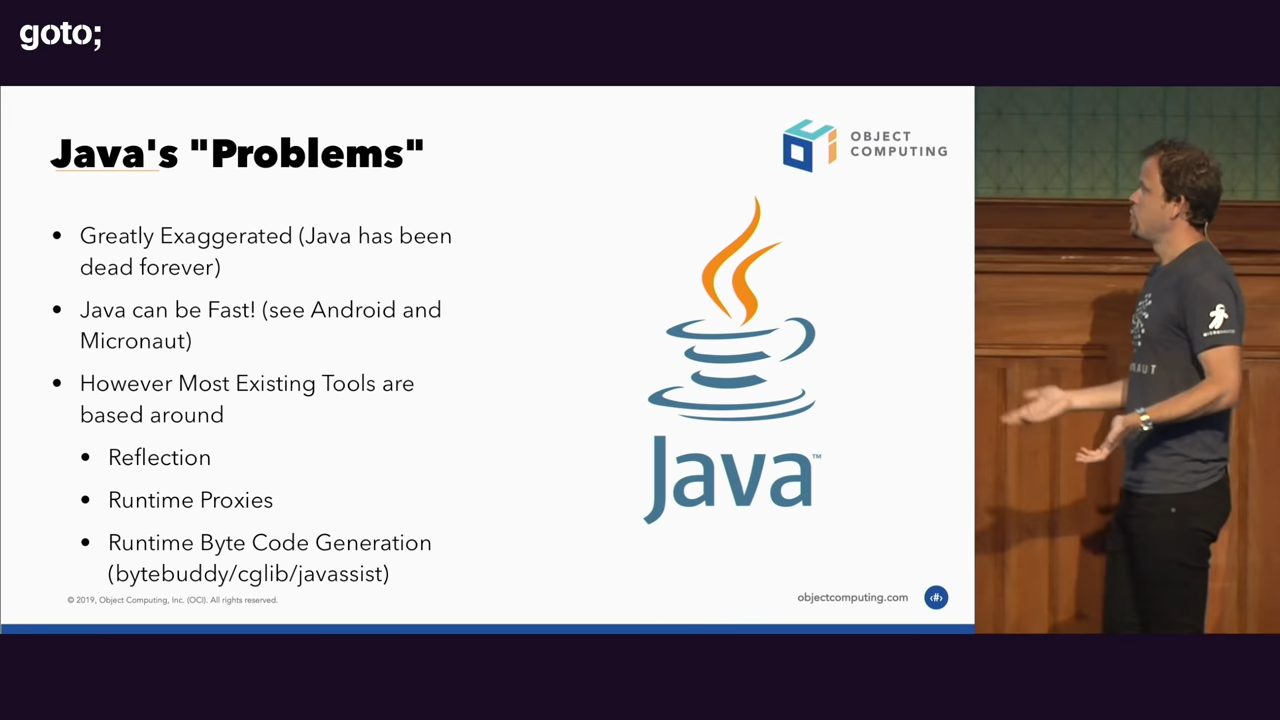 goto;
Java's "Problems"
OBJECT
COMPUTING
• Greatly Exaggerated (Java has been
dead forever)
• Java can be Fast! (see Android and
Micronaut)
• However Most Existing Tools are
based around
• Reflection
• Runtime Proxies
• Runtime Byte Code Generation
(bytebuddy/cglib/javassist)
Java™
© 2019, Object Computing, Inc. (OCI). All rights reserved.
objectcomputing.com
‹#›